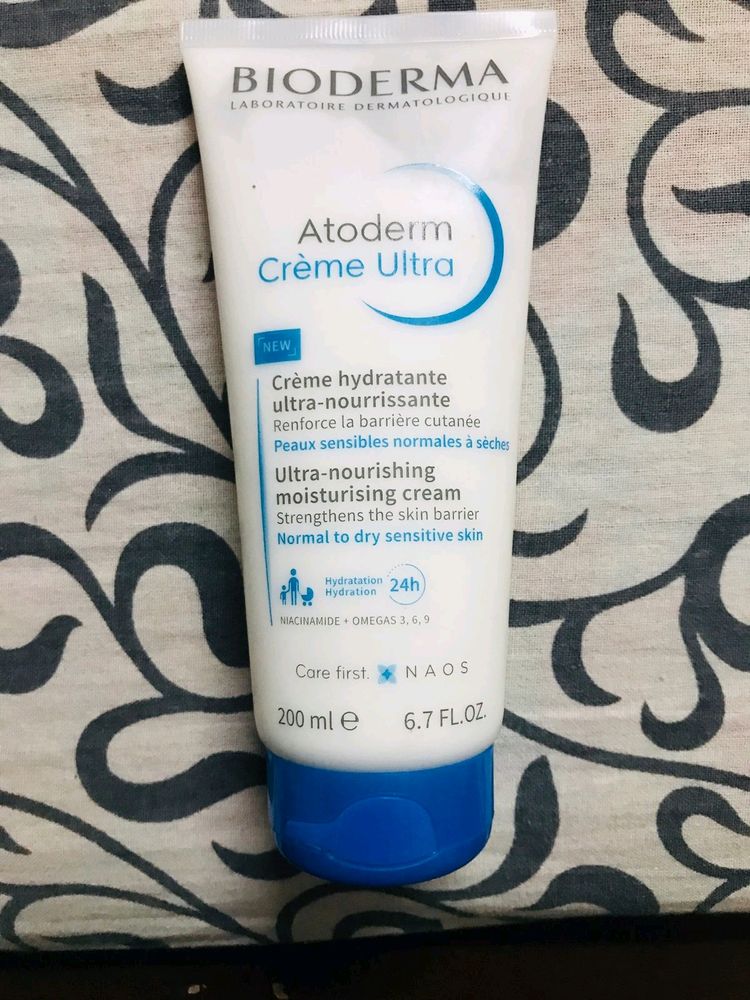 BIODERMA
LABORATOIRE DERMATOLOGIQUE
Atoderm
Crème Ultra
NEW
Crème hydratante
ultra-nourrissante
Renforce la barrière cutanée
Peaux sensibles normales à sèches
Ultra-nourishing
moisturising cream
Strengthens the skin barrier
Normal to dry sensitive skin
Hydratation
Hydration
24h
NIACINAMIDE + OMEGAS 3, 6, 9
Care first. NAOS
200 ml ℮ 6.7 FL.OZ.